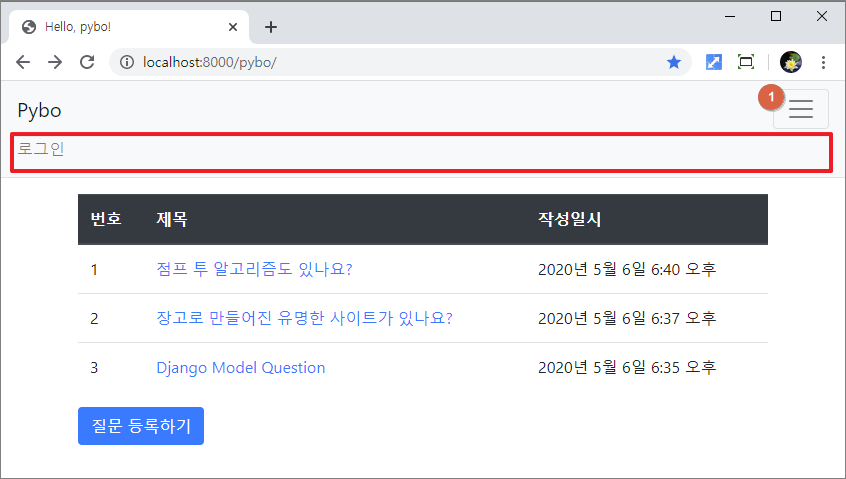 Hello, pybo!
localhost:8000/pybo/
Pybo
1
로그인
번호 제목 작성일시
1 점프 투 알고리즘도 있나요? 2020년 5월 6일 6:40 오후
2 장고로 만들어진 유명한 사이트가 있나요? 2020년 5월 6일 6:37 오후
3 Django Model Question 2020년 5월 6일 6:35 오후
질문 등록하기